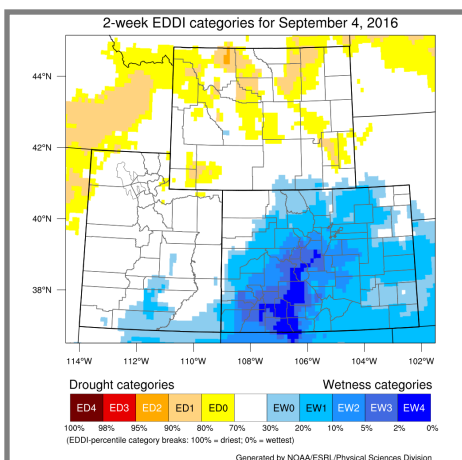 2-week EDDI categories for September 4, 2016
44°N
42°N
40°N
38°N
114°W 112°W 110°W 108°W 106°W 104°W 102°W
Drought categories Wetness categories
ED4 ED3 ED2 ED1 ED0 EW0 EW1 EW2 EW3 EW4
100% 98% 95% 90% 80% 70% 30% 20% 10% 5% 2% 0%
(EDDI-percentile category breaks: 100% = driest; 0% = wettest)
Generated by NOAA/ESRL/Physical Sciences Division